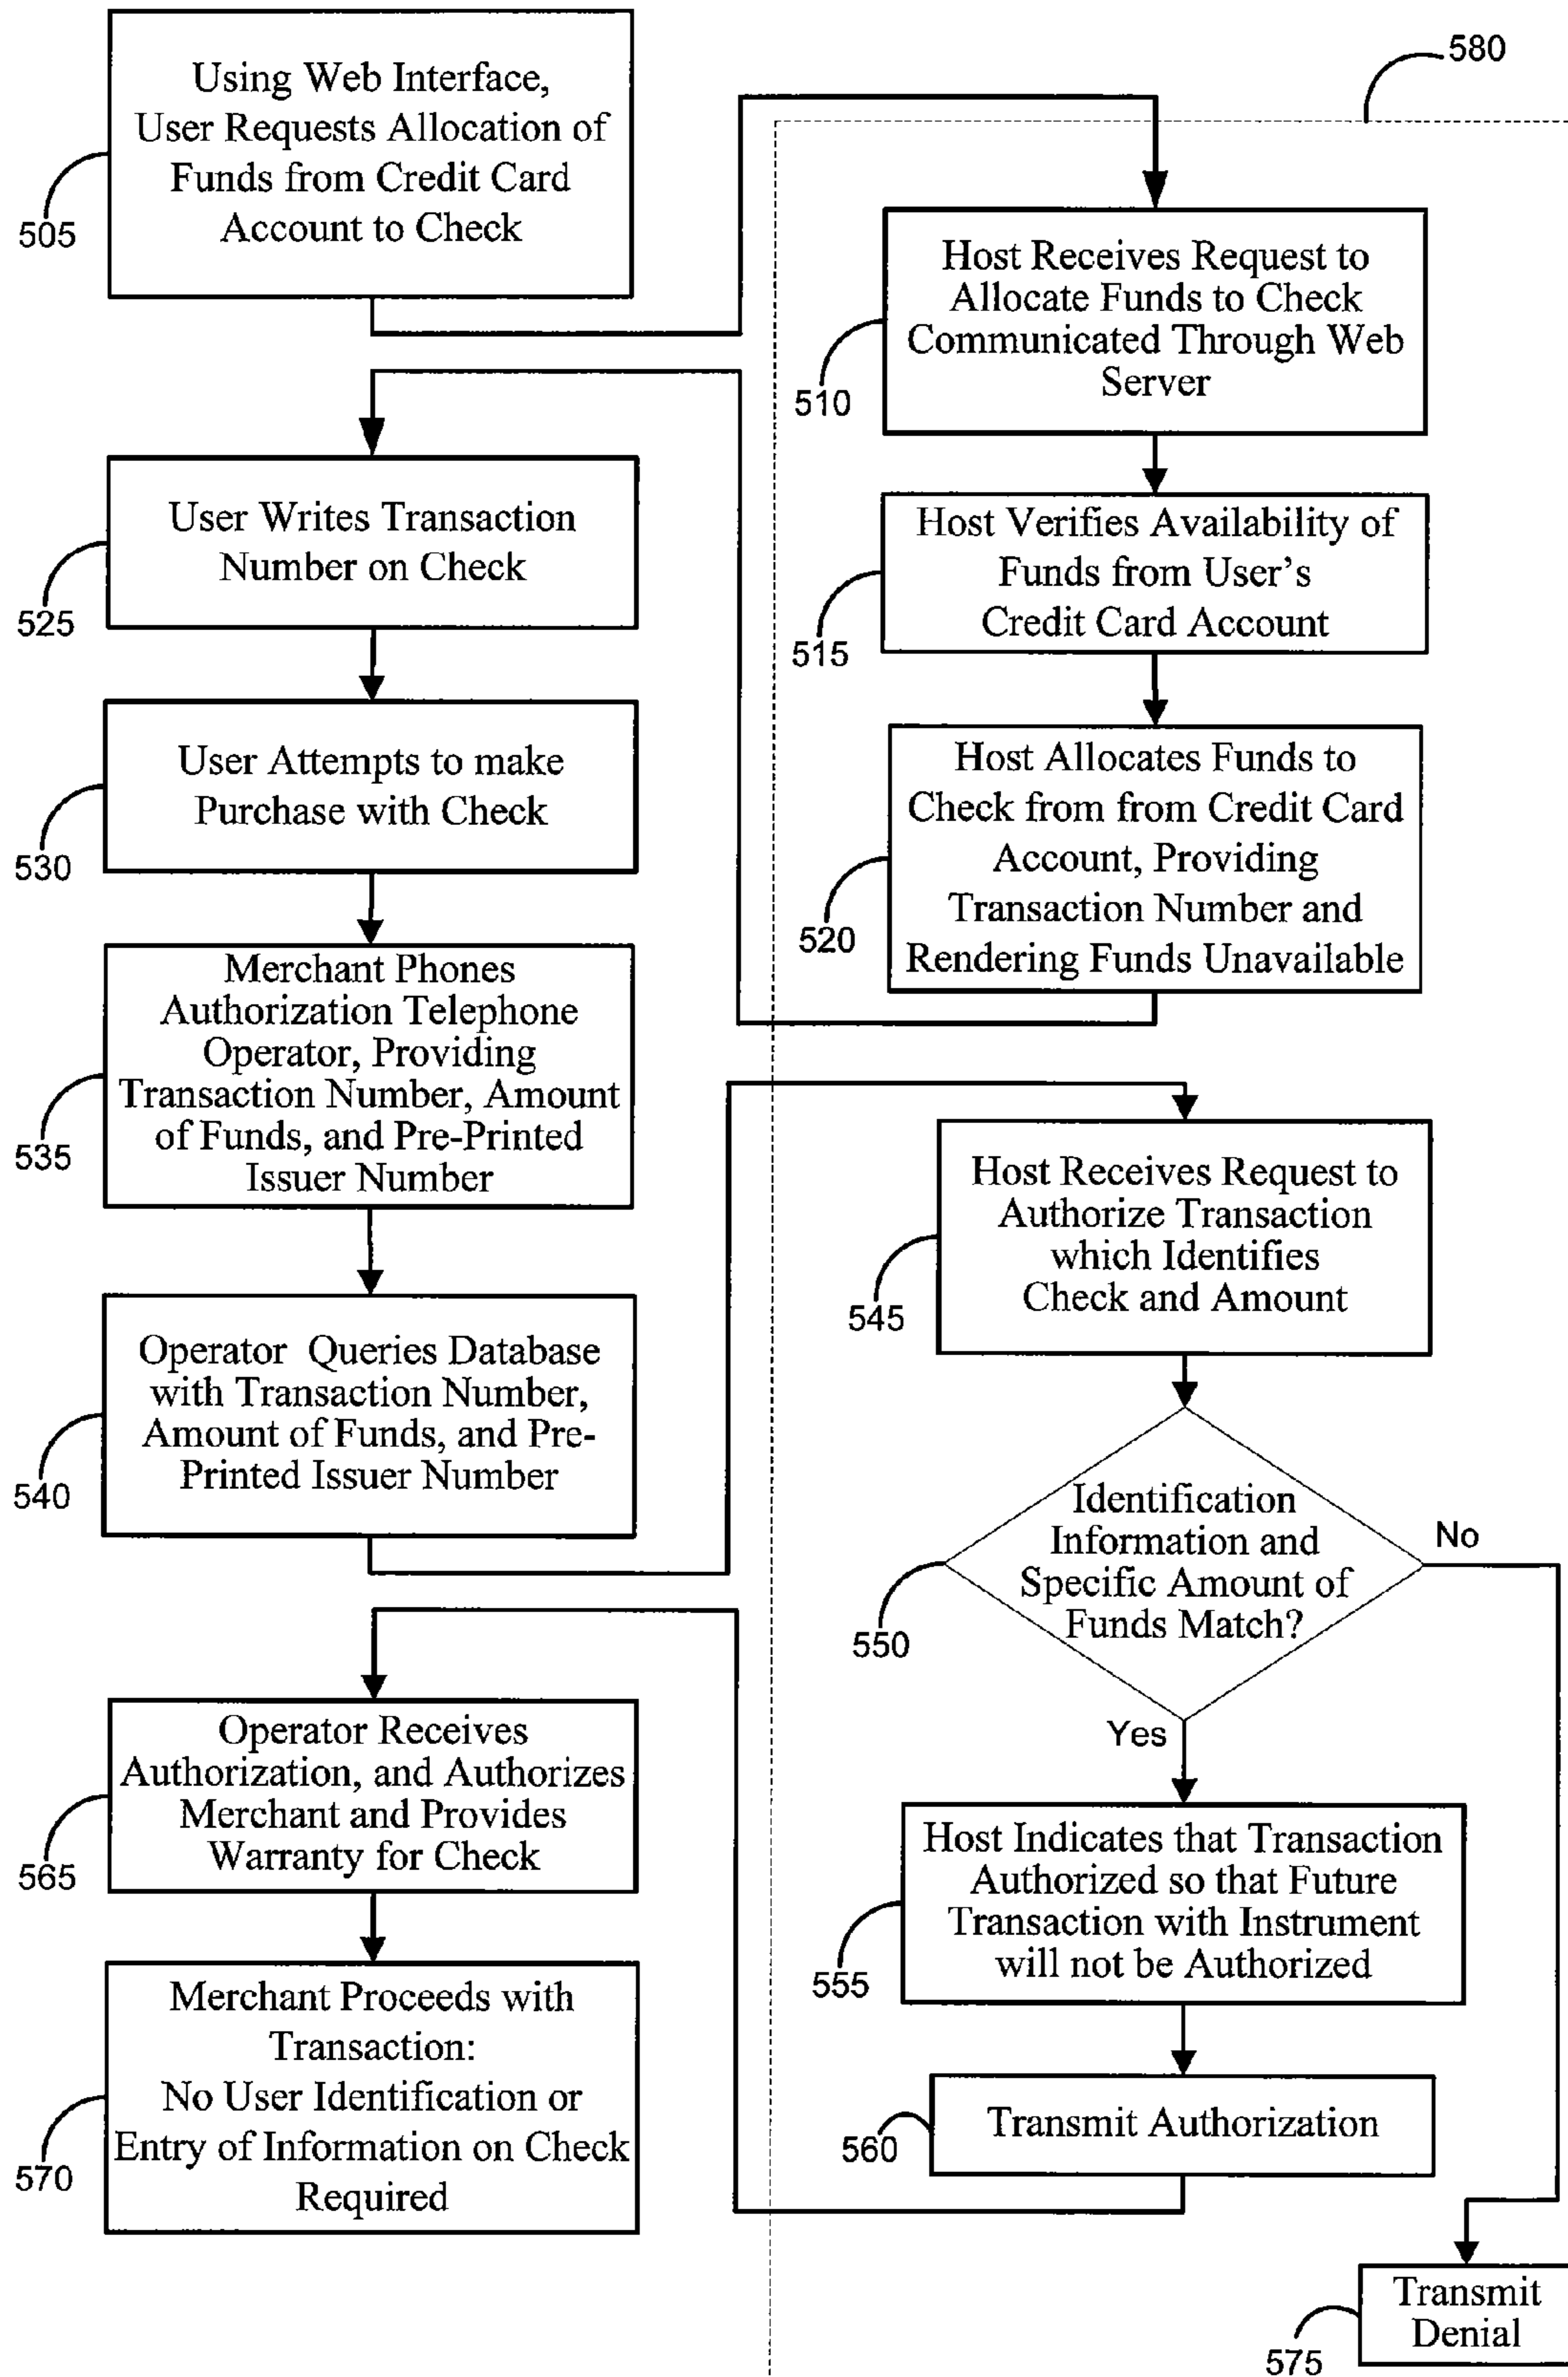 Using Web Interface,
User Requests Allocation of
Funds from Credit Card
Account to Check
505
580
Host Receives Request to
Allocate Funds to Check
Communicated Through Web
Server
510
Host Verifies Availability of
Funds from User's
Credit Card Account
515
Host Allocates Funds to
Check from from Credit Card
Account, Providing
Transaction Number and
Rendering Funds Unavailable
520
User Writes Transaction
Number on Check
525
User Attempts to make
Purchase with Check
530
Merchant Phones
Authorization Telephone
Operator, Providing
Transaction Number, Amount
of Funds, and Pre-Printed
Issuer Number
535
Operator Queries Database
with Transaction Number,
Amount of Funds, and Pre-
Printed Issuer Number
540
Host Receives Request to
Authorize Transaction
which Identifies
Check and Amount
545
Identification
Information and
Specific Amount of
Funds Match?
550
No
Yes
Host Indicates that Transaction
Authorized so that Future
Transaction with Instrument
will not be Authorized
555
Transmit Authorization
560
Operator Receives
Authorization, and Authorizes
Merchant and Provides
Warranty for Check
565
Merchant Proceeds with
Transaction:
No User Identification or
Entry of Information on Check
Required
570
Transmit
Denial
575